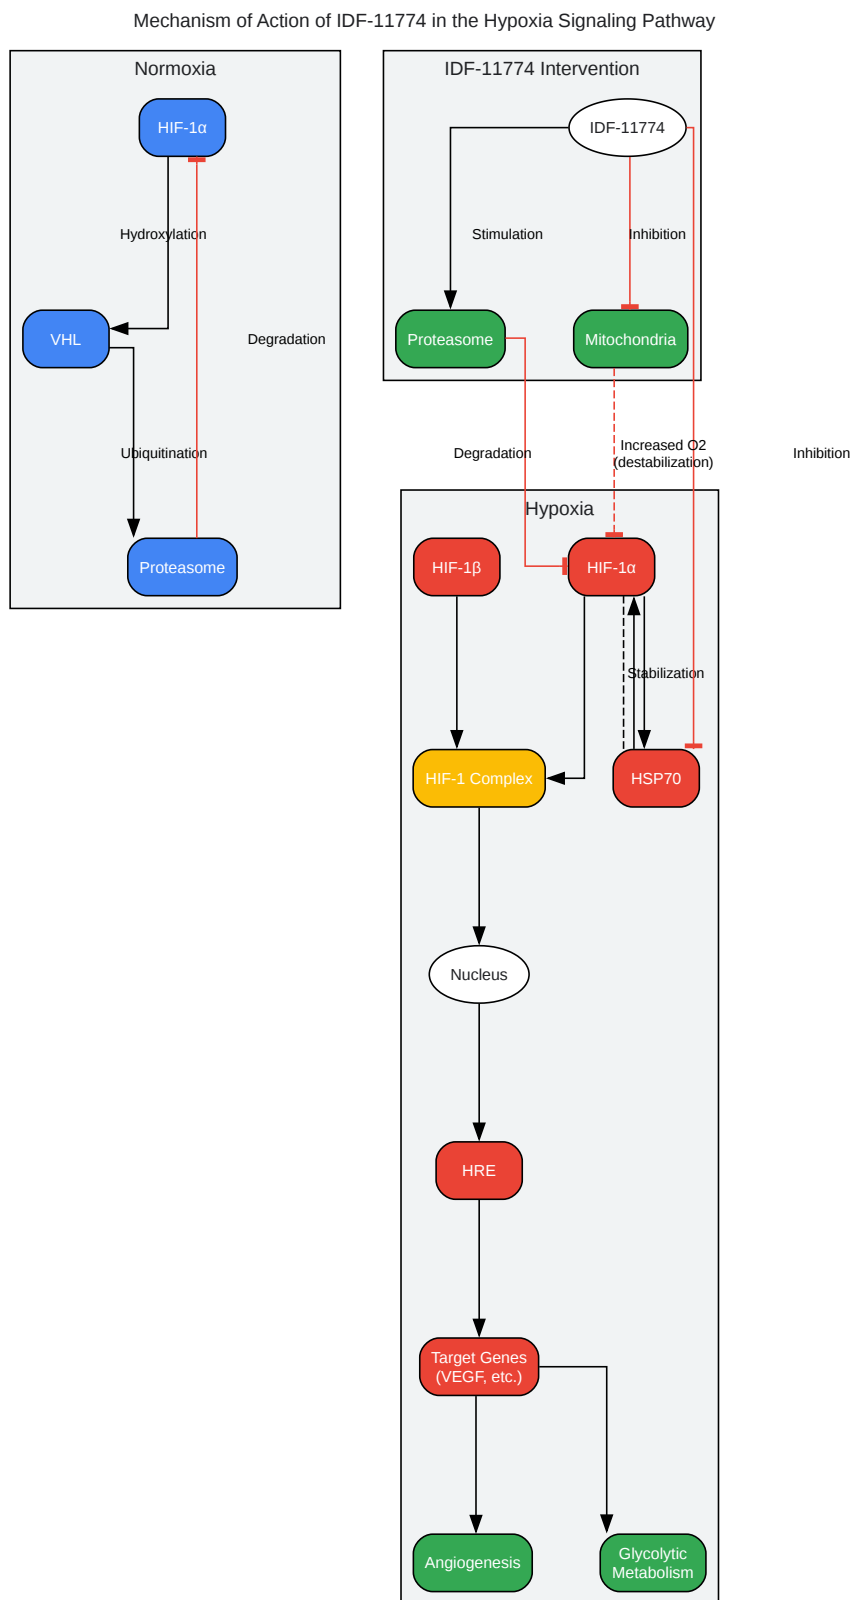 Mechanism of Action of IDF-11774 in the Hypoxia Signaling Pathway
Normoxia
HIF-1α
Hydroxylation
VHL
Degradation
Ubiquitination
Proteasome
IDF-11774 Intervention
IDF-11774
Stimulation
Inhibition
Proteasome
Mitochondria
Degradation
Increased O2
(destabilization)
Inhibition
Hypoxia
HIF-1β
HIF-1α
Stabilization
HIF-1 Complex
HSP70
Nucleus
HRE
Target Genes
(VEGF, etc.)
Angiogenesis
Glycolytic
Metabolism